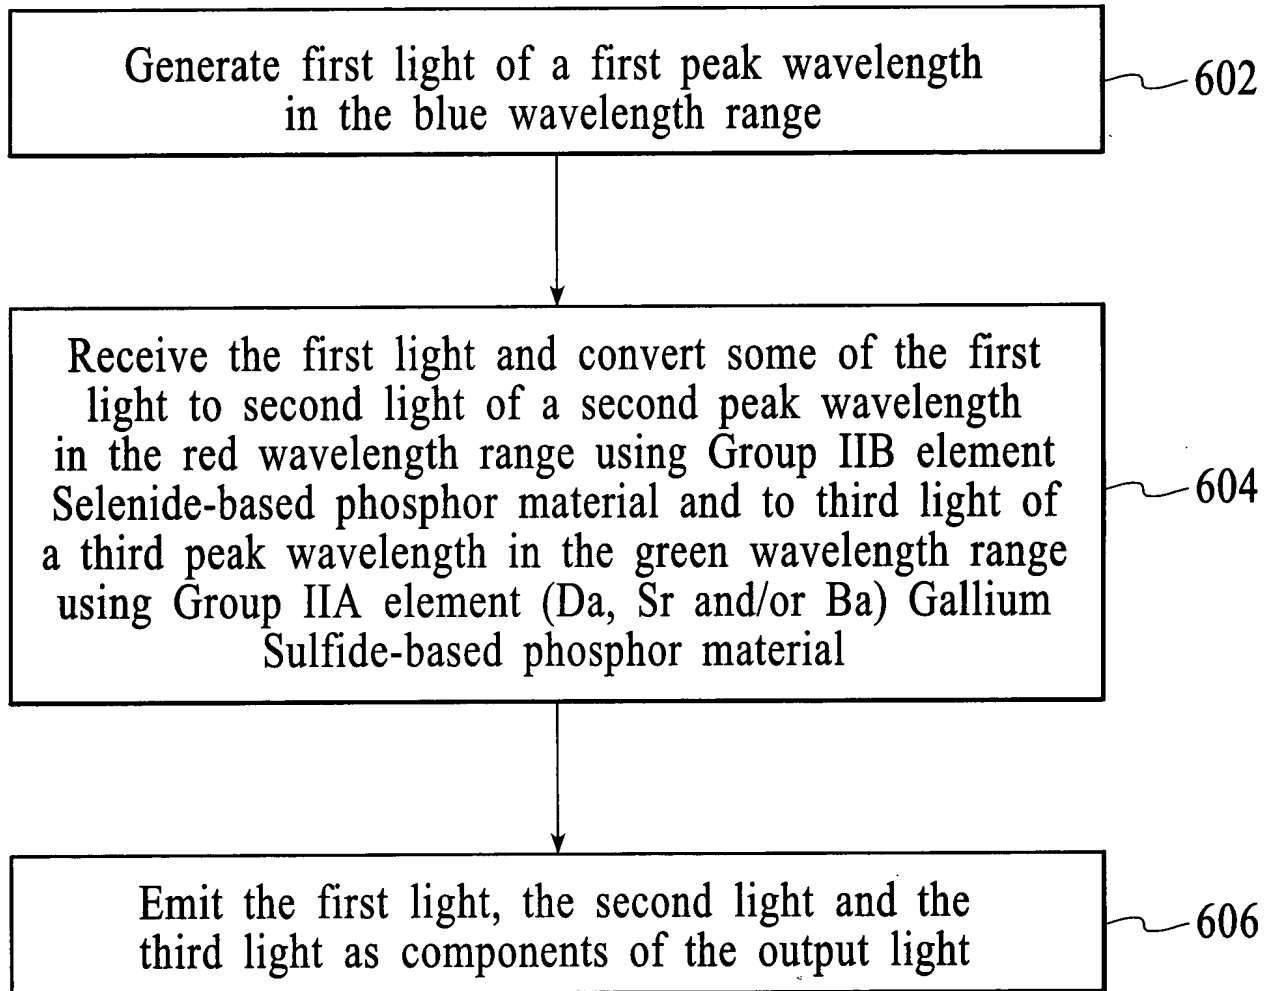 Generate first light of a first peak wavelength
in the blue wavelength range
602
Receive the first light and convert some of the first
light to second light of a second peak wavelength
in the red wavelength range using Group IIB element
Selenide-based phosphor material and to third light of
a third peak wavelength in the green wavelength range
using Group IIA element (Da, Sr and/or Ba) Gallium
Sulfide-based phosphor material
604
Emit the first light, the second light and the
third light as components of the output light
606